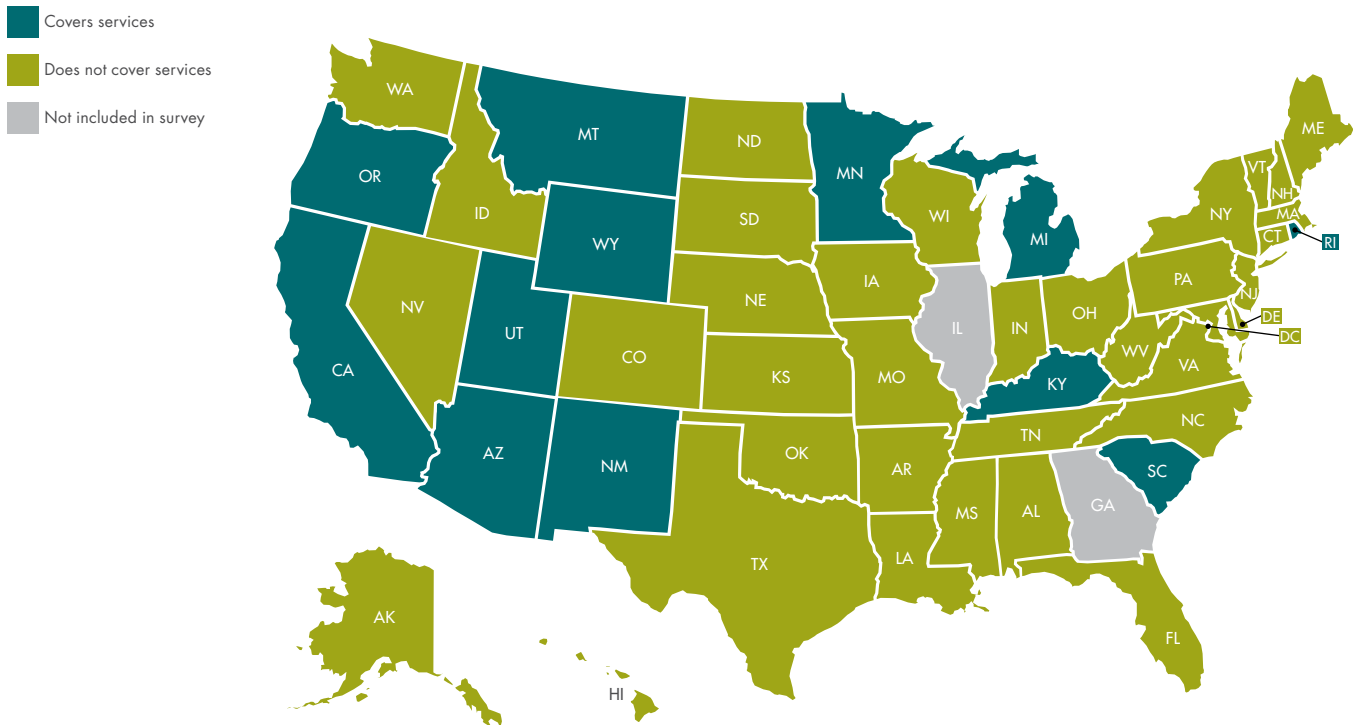 Covers services
Does not cover services
Not included in survey
WA
MT
ND
MN
ME
OR
ID
SD
WI
VT
NH
NY
MA
WY
MI
CT
RI
NV
UT
NE
IA
PA
NJ
CA
CO
KS
MO
IL
IN
OH
DE
DC
WV
VA
KY
AZ
NM
OK
AR
TN
NC
SC
TX
LA
MS
AL
GA
AK
HI
FL